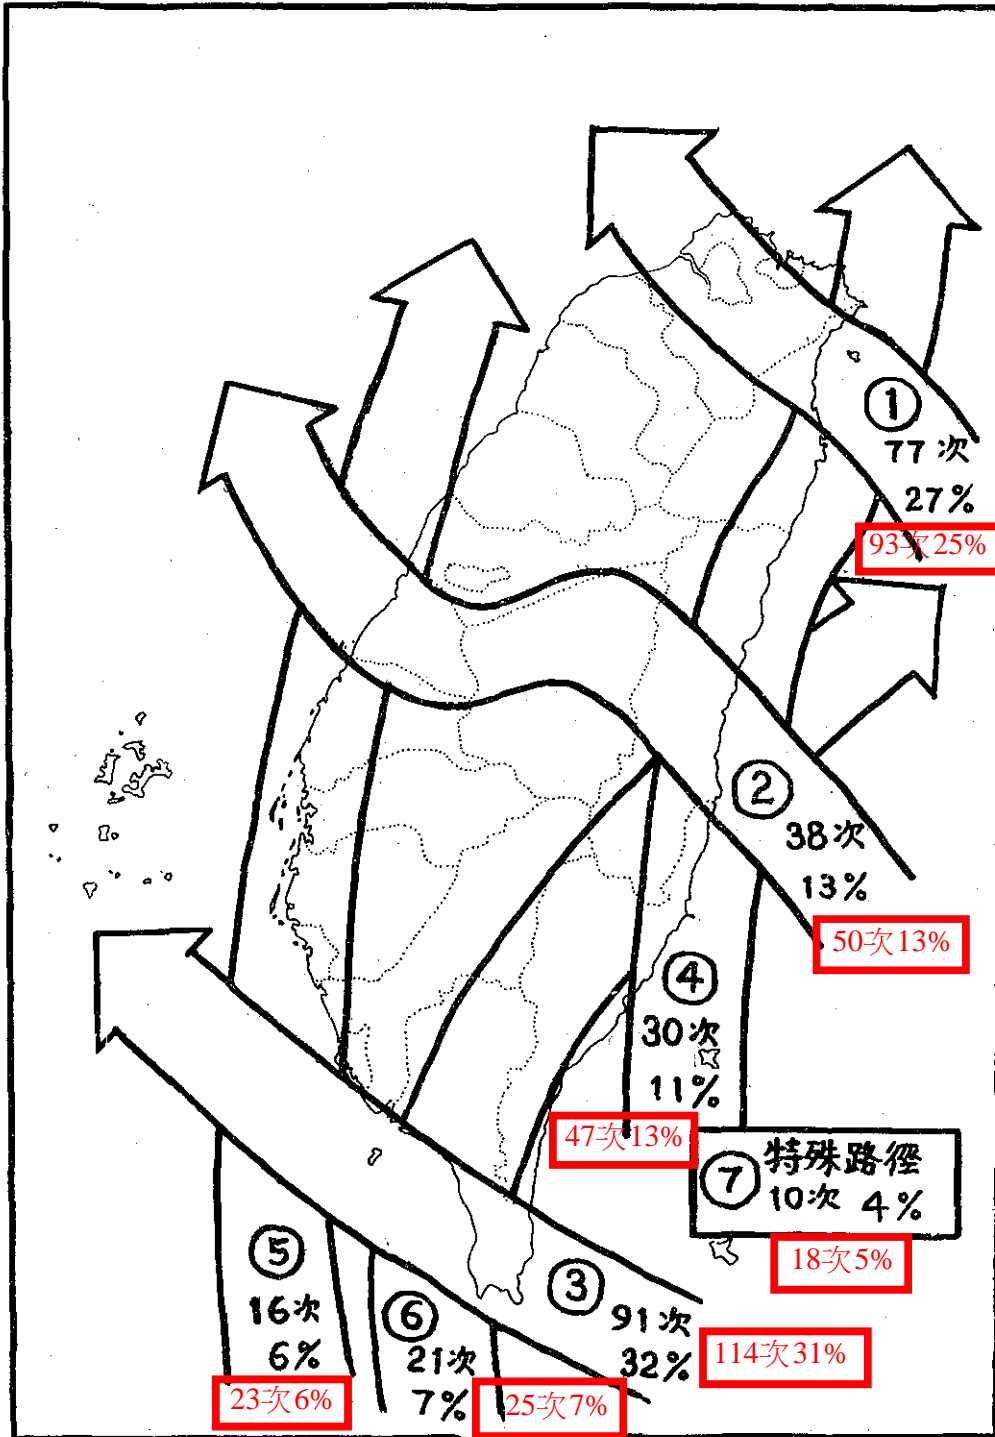 ①
77次
27%
93次25%
②
38次
13%
50次13%
④
30次
11%
47次13%
⑦特殊路徑
10次 4%
18次5%
⑤
16次
6%
23次6%
⑥
21次
7%
25次7%
③
91次
32%
114次31%